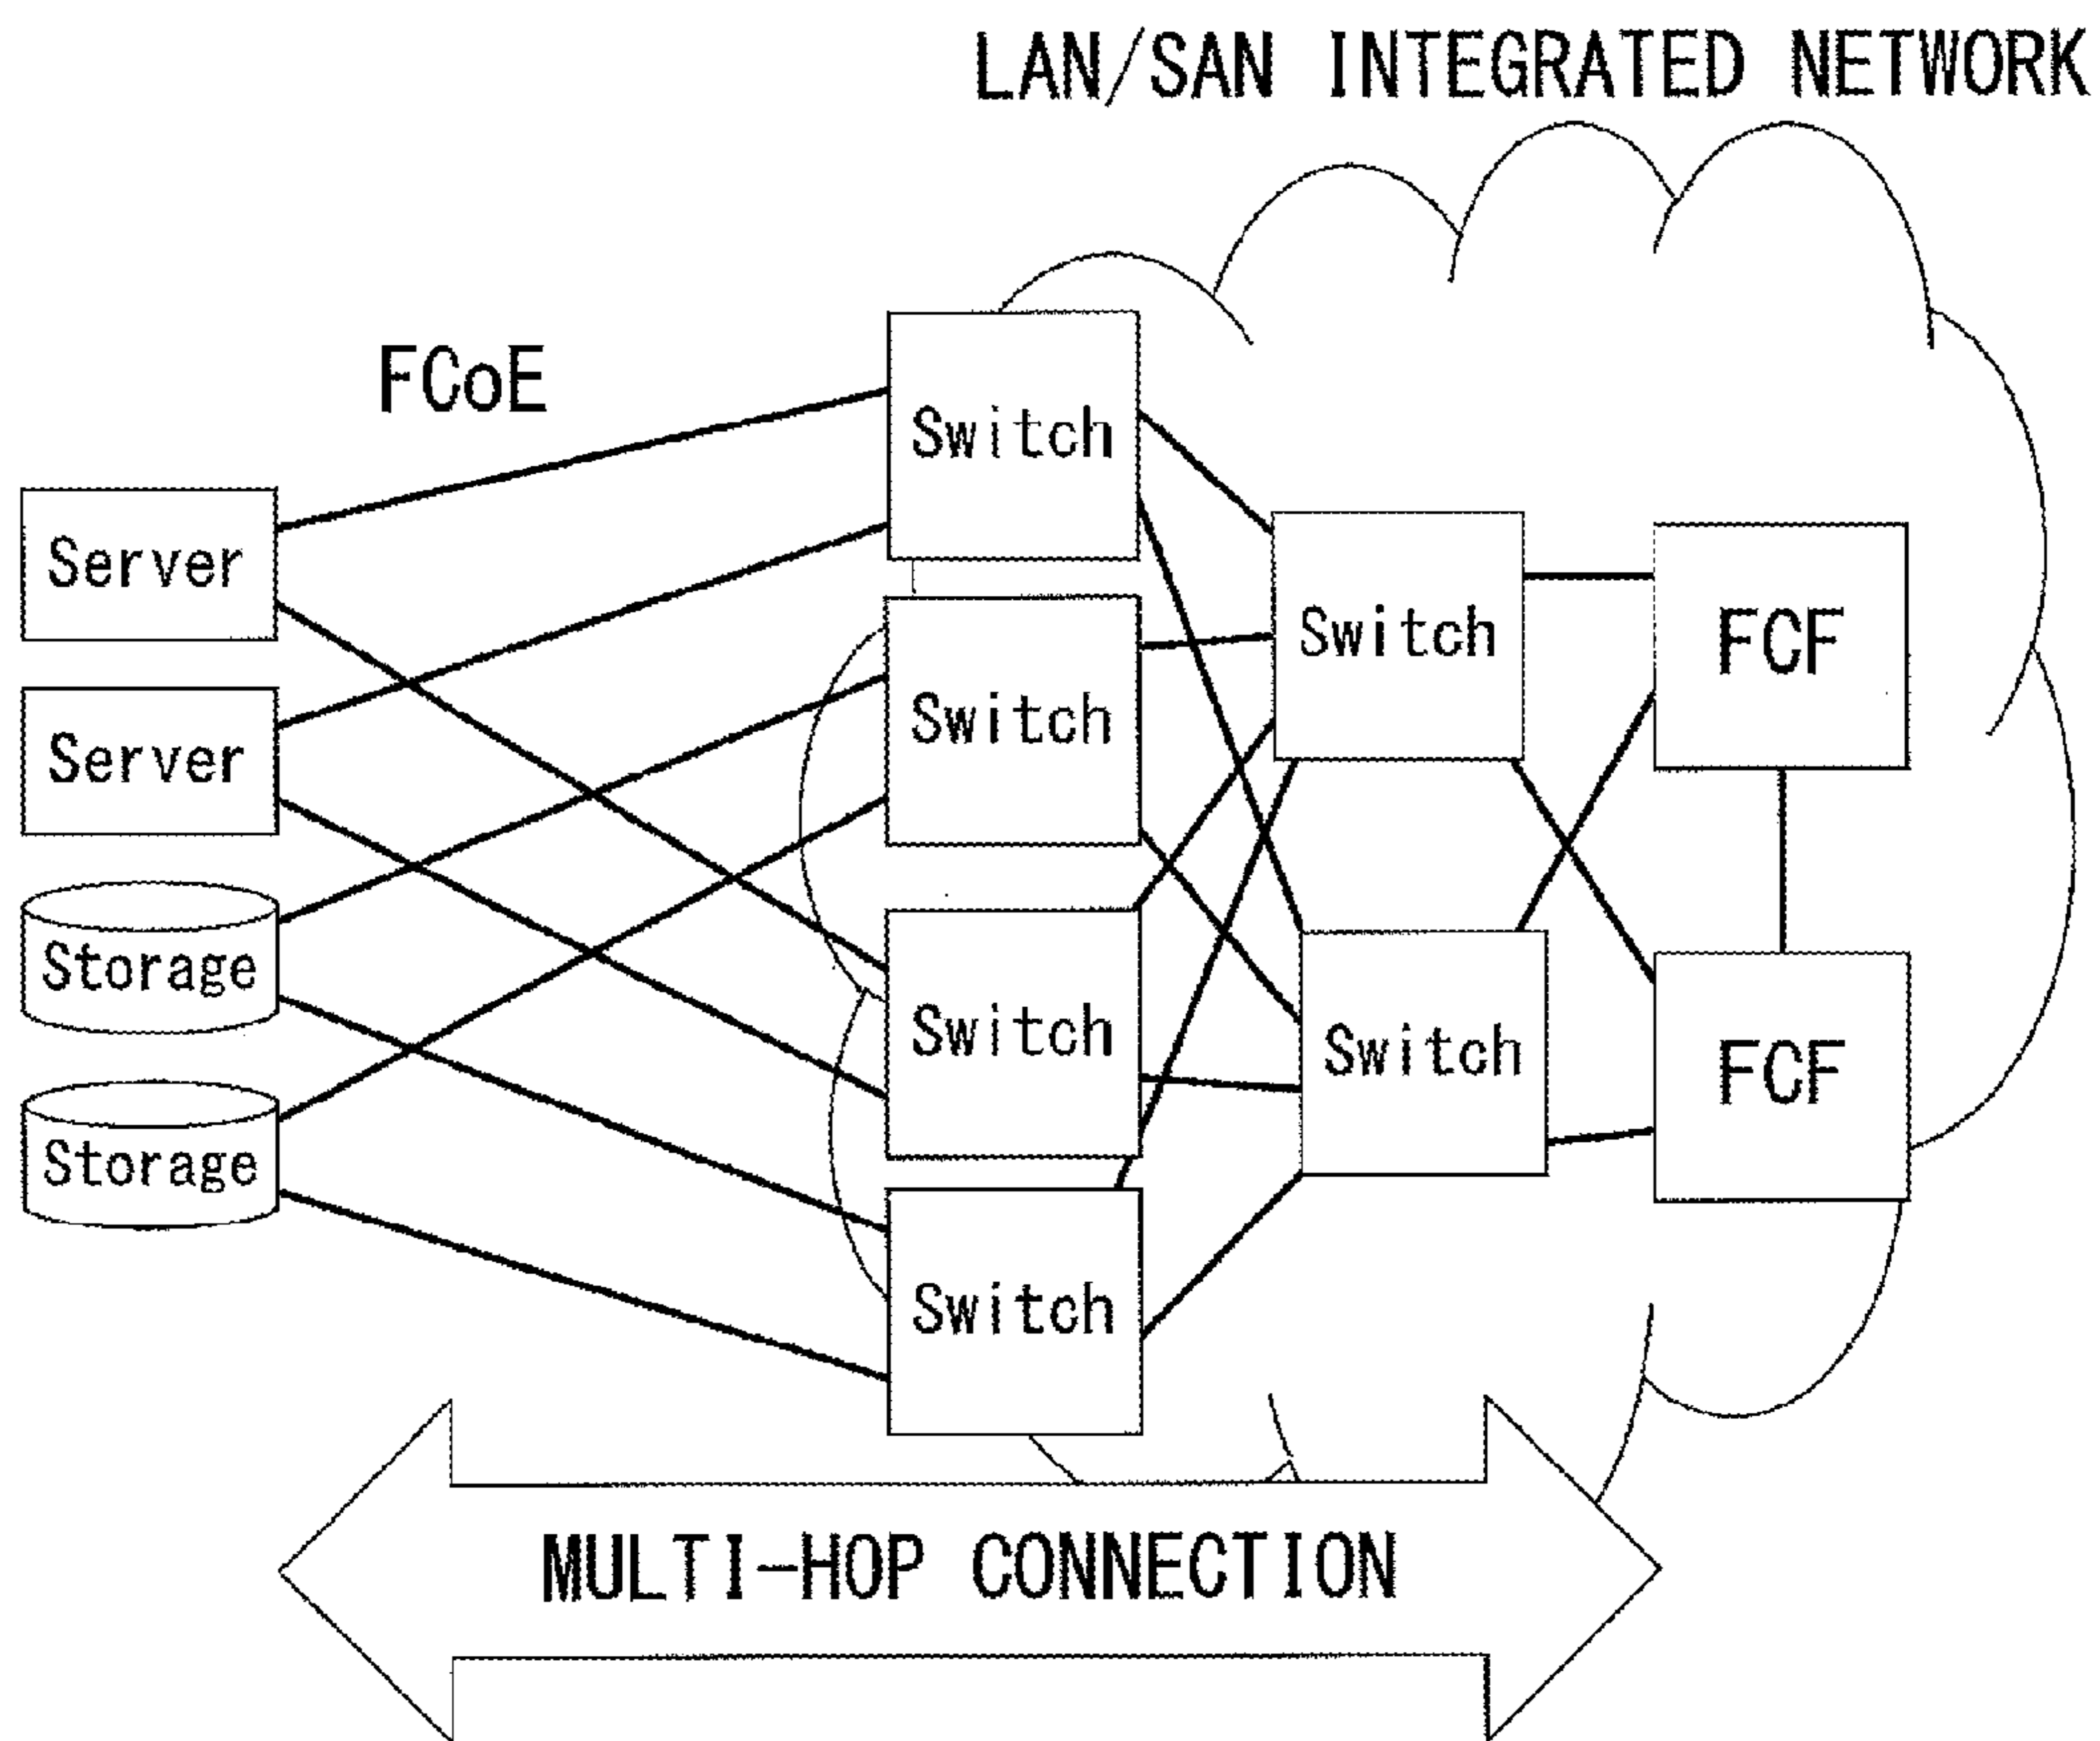 LAN/SAN INTEGRATED NETWORK
FCoE
Switch
Server
Switch
FCF
Switch
Server
Storage
Switch
Switch
FCF
Storage
Switch
MULTI-HOP CONNECTION